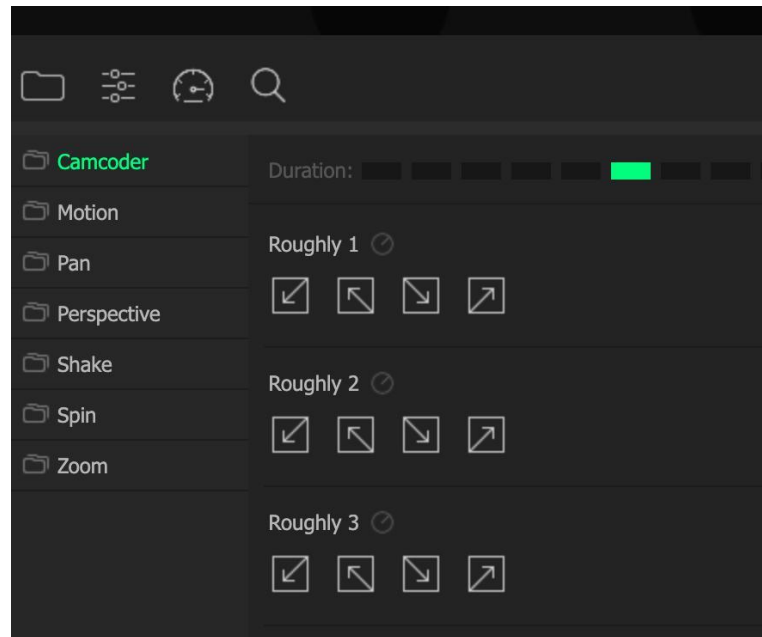 Camcoder
Motion
Pan
Perspective
Shake
Spin
Zoom
Duration:
Roughly 1
Roughly 2
Roughly 3